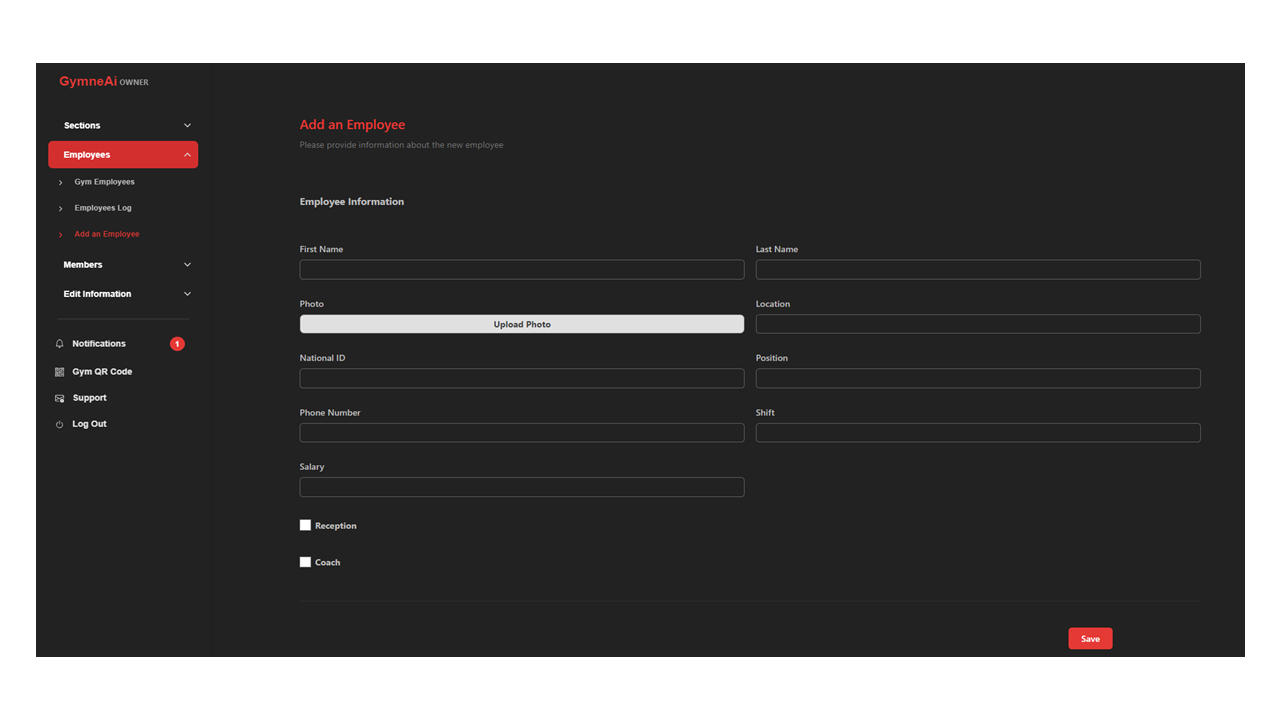 GymneAi OWNER
Sections
Employees
Gym Employees
Employees Log
Add an Employee
Members
Edit Information
Notifications 1
Gym QR Code
Support
Log Out
Add an Employee
Please provide information about the new employee
Employee Information
First Name
Last Name
Photo
Upload Photo
Location
National ID
Position
Phone Number
Shift
Salary
Reception
Coach
Save